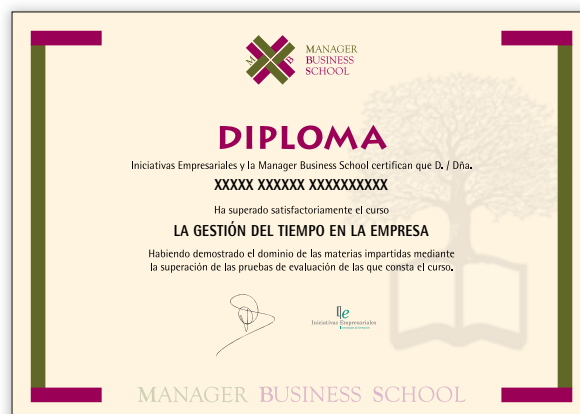 M B
MANAGER
BUSINESS
SCHOOL
DIPLOMA
Iniciativas Empresariales y la Manager Business School certifican que D. / Dña.
XXXXX XXXXXX XXXXXXXXXX
Ha superado satisfactoriamente el curso
LA GESTIÓN DEL TIEMPO EN LA EMPRESA
Habiendo demostrado el dominio de las materias impartidas mediante
la superación de las pruebas de evaluación de las que consta el curso.
Iniciativas Empresariales
MANAGER BUSINESS SCHOOL